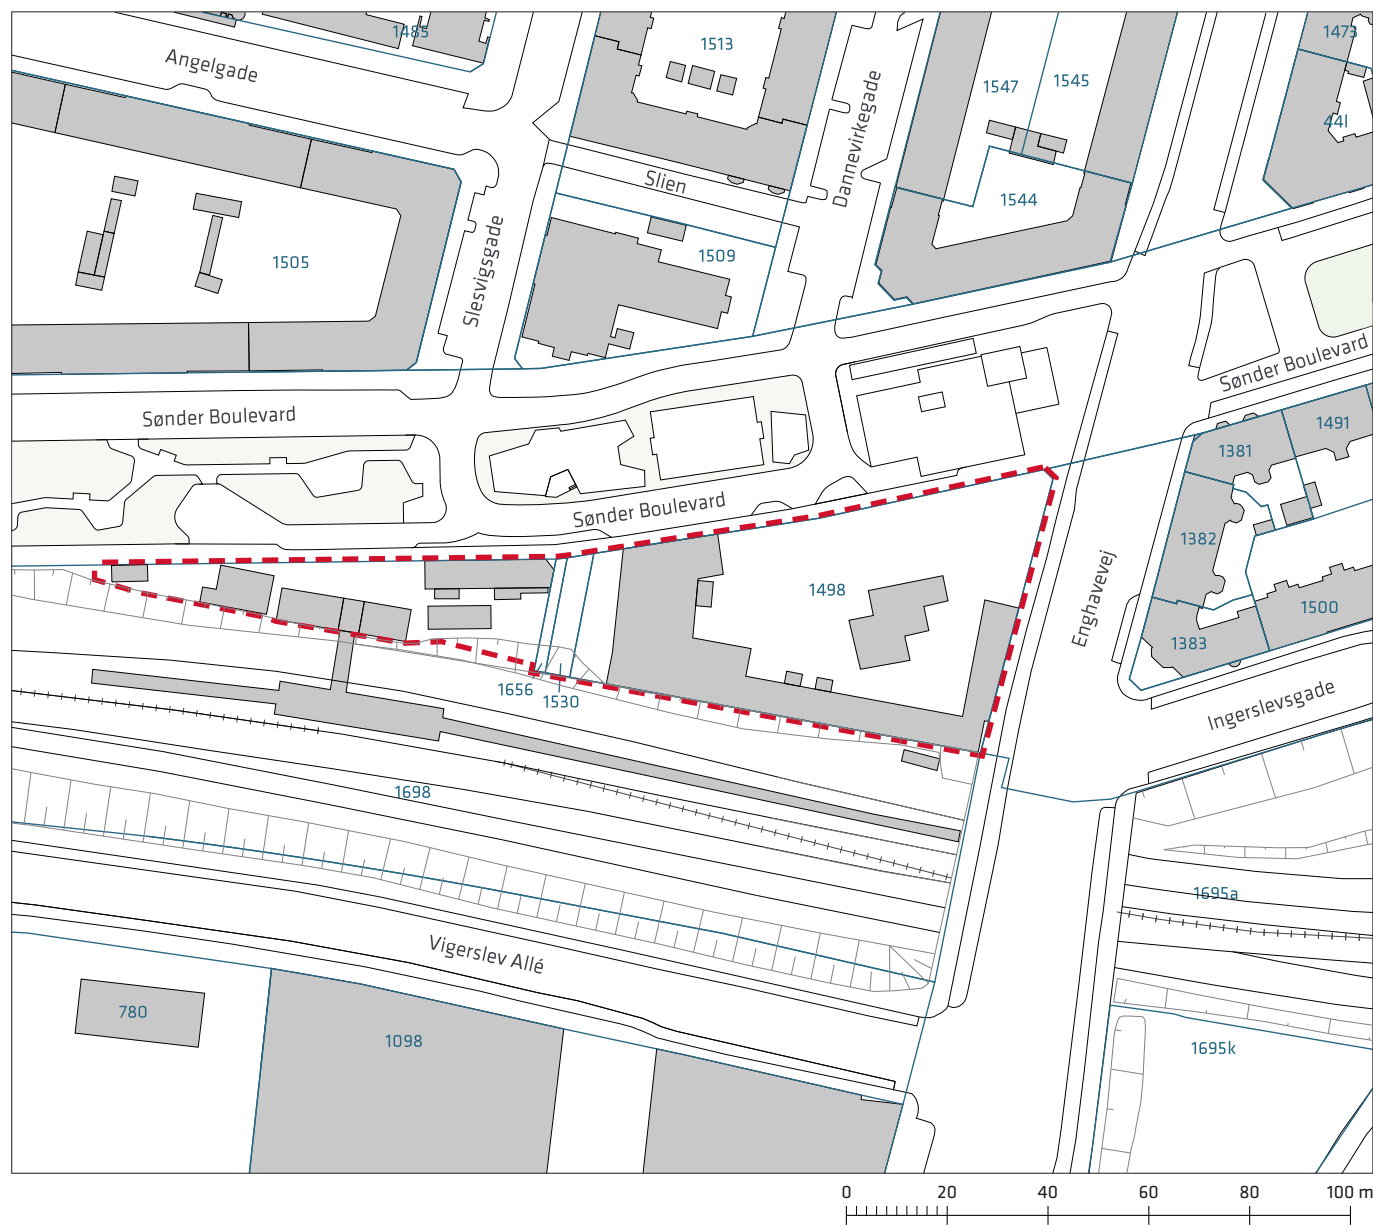 1485
1513
1473
Angelgade
1547
1545
Dannevirkegade
44l
Slien
1544
1505
Slesvigsgade
1509
Sønder Boulevard
Sønder Boulevard
1491
1381
Sønder Boulevard
1382
Enghavevej
1498
1500
1383
1656
1530
Ingerslevsgade
1698
1695a
Vigerslev Allé
780
1098
1695k
0 20 40 60 80 100 m